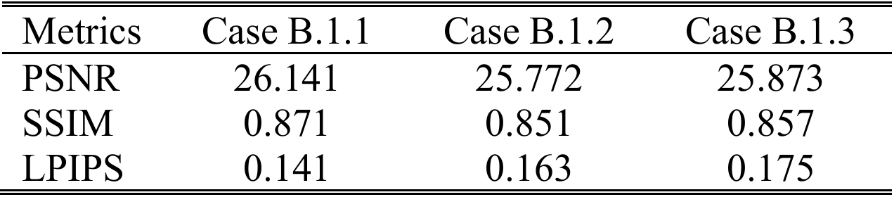 Metrics Case B.1.1 Case B.1.2 Case B.1.3
PSNR 26.141 25.772 25.873
SSIM 0.871 0.851 0.857
LPIPS 0.141 0.163 0.175